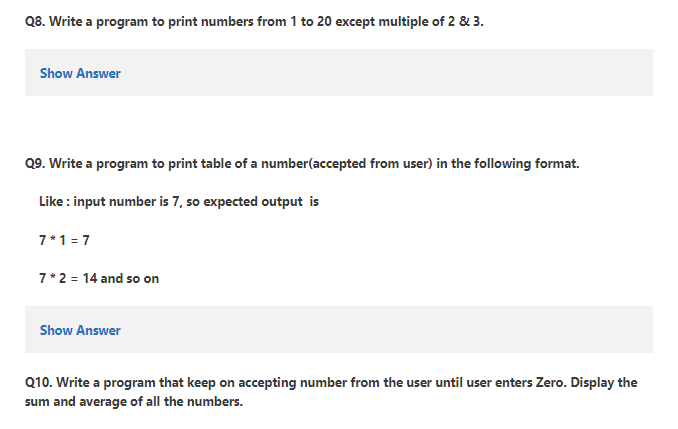 Q8. Write a program to print numbers from 1 to 20 except multiple of 2 & 3.
Show Answer
Q9. Write a program to print table of a number(accepted from user) in the following format.
Like : input number is 7, so expected output  is
7 * 1 = 7
7 * 2 = 14 and so on
Show Answer
Q10. Write a program that keep on accepting number from the user until user enters Zero. Display the
sum and average of all the numbers.